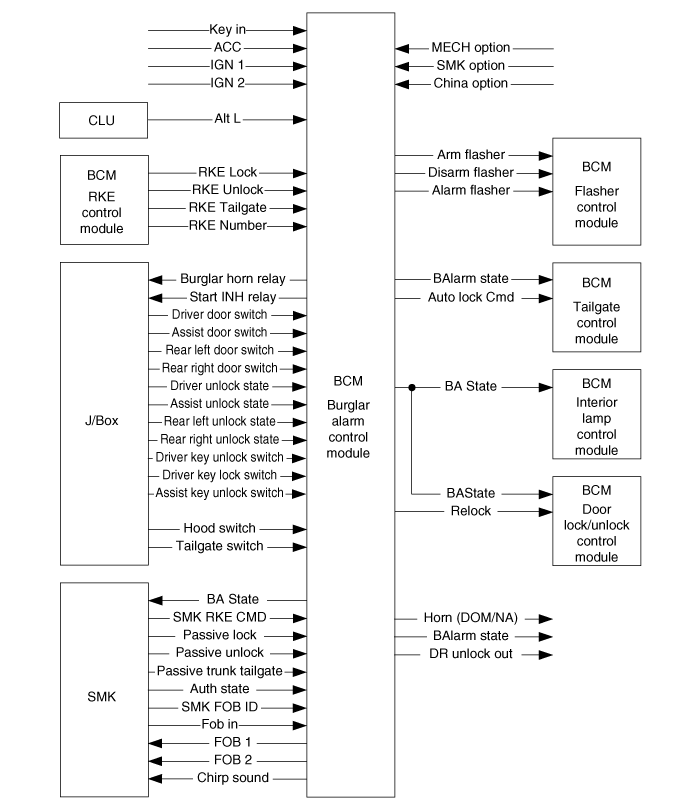 Key in
ACC
IGN 1
IGN 2
CLU
Alt L
BCM
RKE
control
module
RKE Lock
RKE Unlock
RKE Tailgate
RKE Number
J/Box
Burglar horn relay
Start INH relay
Driver door switch
Assist door switch
Rear left door switch
Rear right door switch
Driver unlock state
Assist unlock state
Rear left unlock state
Rear right unlock state
Driver key unlock switch
Driver key lock switch
Assist key unlock switch
Hood switch
Tailgate switch
SMK
BA State
SMK RKE CMD
Passive lock
Passive unlock
Passive trunk tailgate
Auth state
SMK FOB ID
Fob in
FOB 1
FOB 2
Chirp sound
BCM
Burglar
alarm
control
module
MECH option
SMK option
China option
Arm flasher
Disarm flasher
Alarm flasher
BCM
Flasher
control
module
BAlarm state
Auto lock Cmd
BCM
Tailgate
control
module
BA State
BCM
Interior
lamp
control
module
BAState
Relock
BCM
Door
lock/unlock
control
module
Horn (DOM/NA)
BAlarm state
DR unlock out